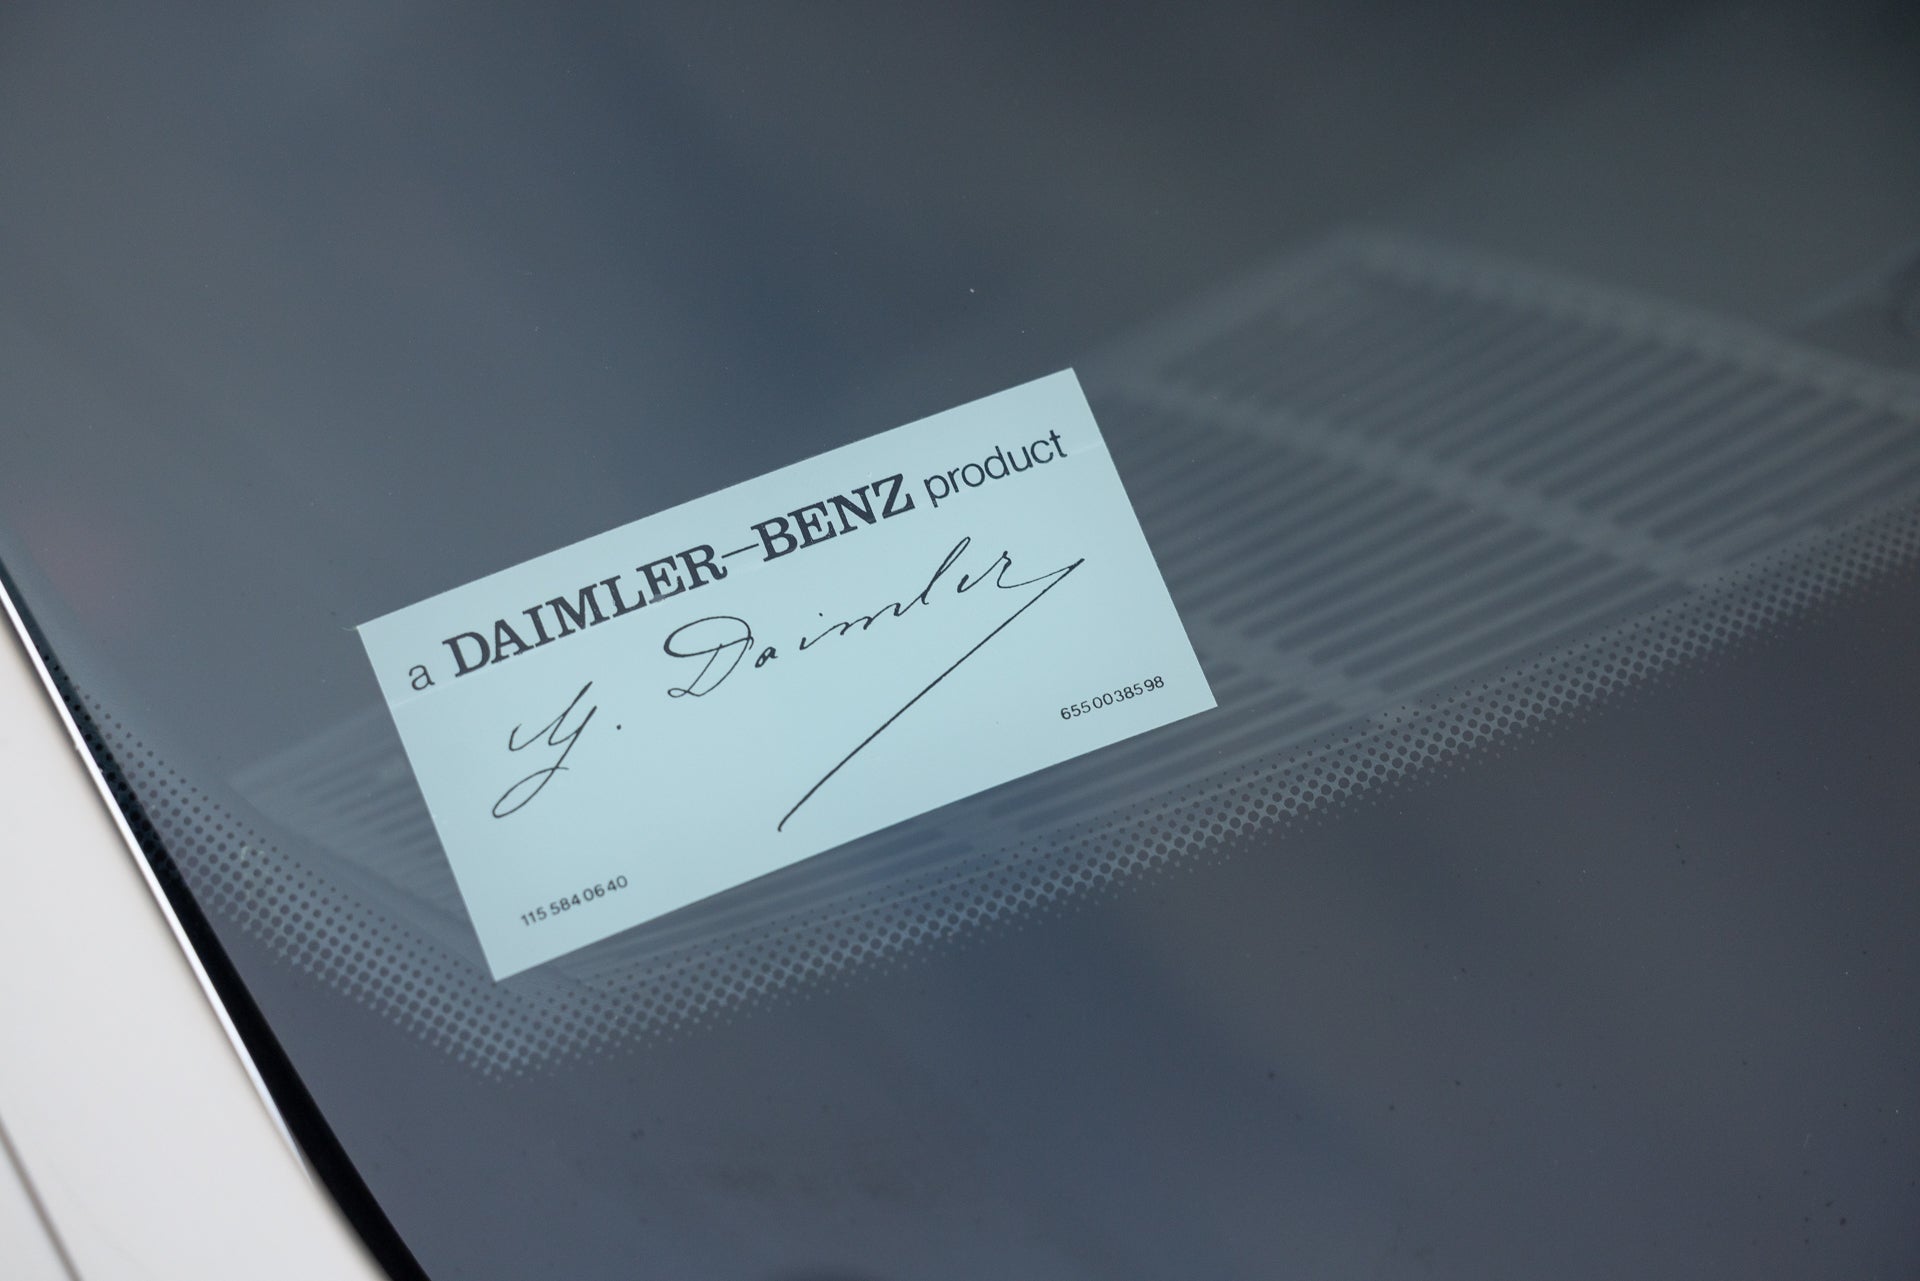 a DAIMLER–BENZ product
G. Daimler
115 584 06 40
6550038598